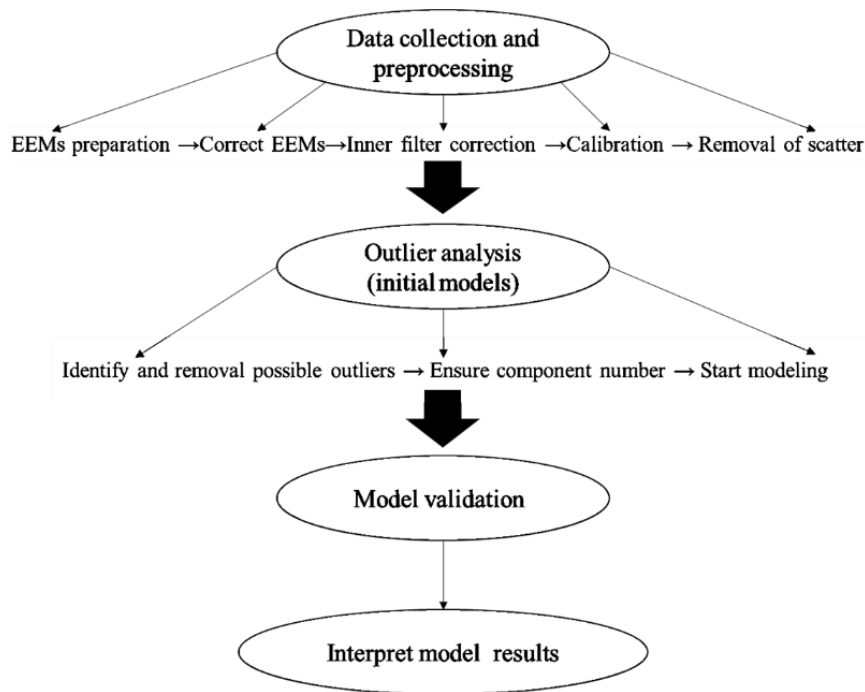 Data collection and
preprocessing
EEMs preparation →Correct EEMs→Inner filter correction →Calibration → Removal of scatter
Outlier analysis
(initial models)
Identify and removal possible outliers → Ensure component number → Start modeling
Model validation
Interpret model results